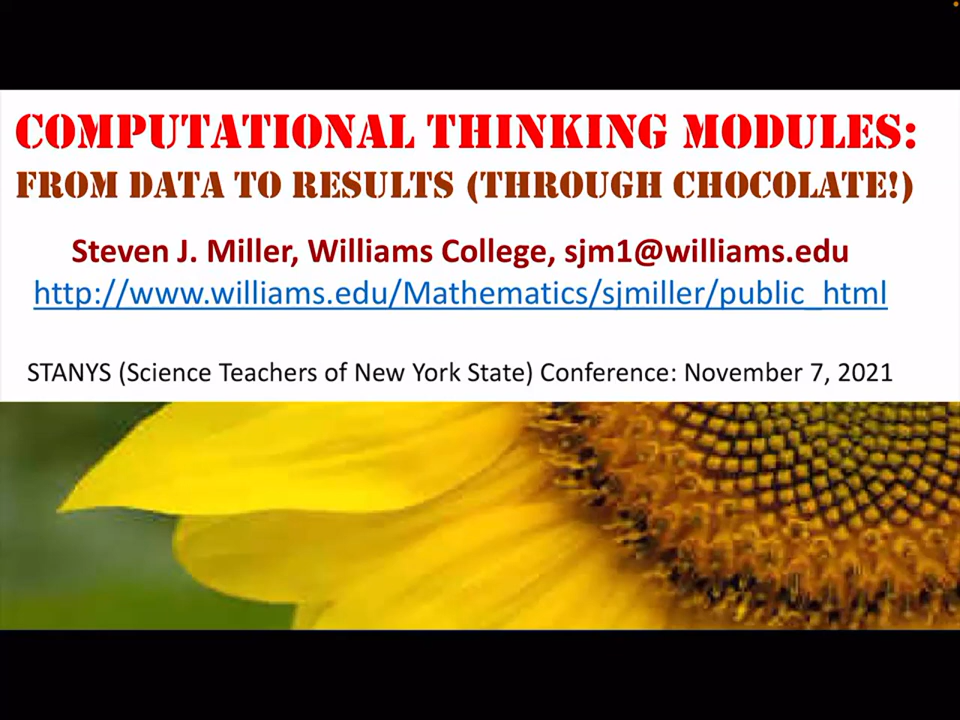 COMPUTATIONAL THINKING MODULES:
FROM DATA TO RESULTS (THROUGH CHOCOLATE!)
Steven J. Miller, Williams College, sjm1@williams.edu
http://www.williams.edu/Mathematics/sjmiller/public_html
STANYS (Science Teachers of New York State) Conference: November 7, 2021